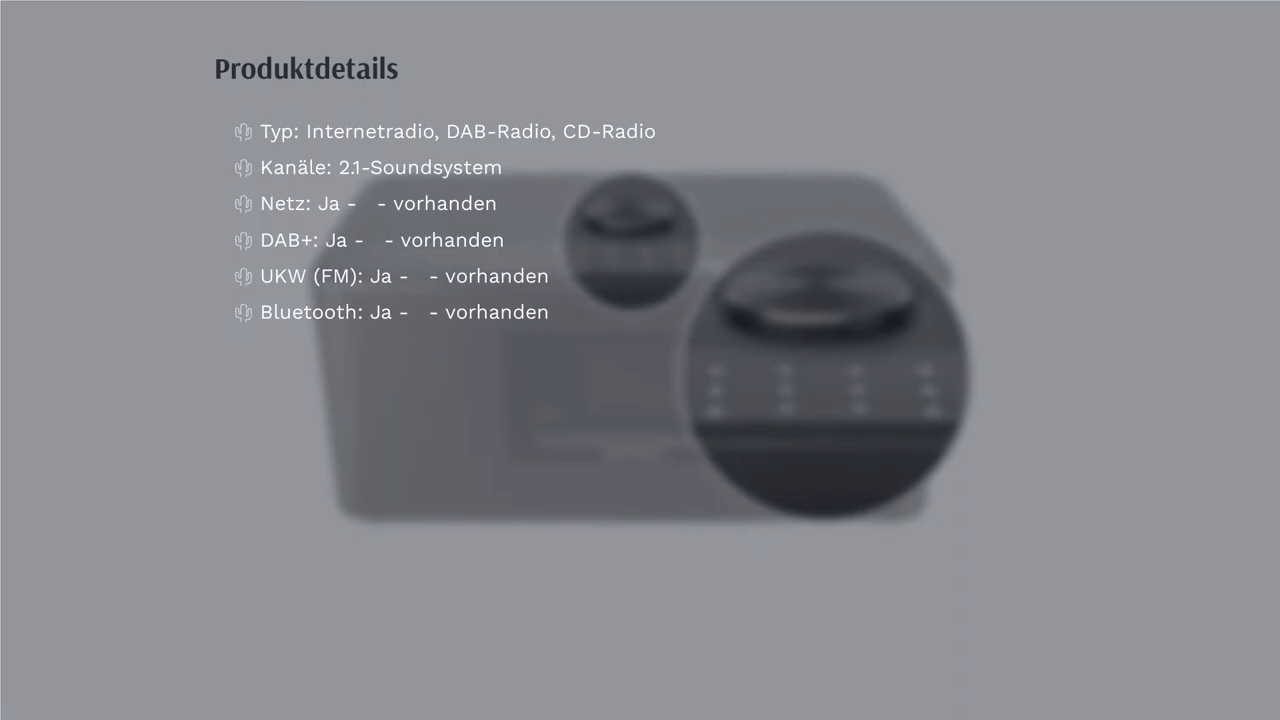 Produktdetails
Typ: Internetradio, DAB-Radio, CD-Radio
Kanäle: 2.1-Soundsystem
Netz: Ja -   - vorhanden
DAB+: Ja -   - vorhanden
UKW (FM): Ja -   - vorhanden
Bluetooth: Ja -   - vorhanden